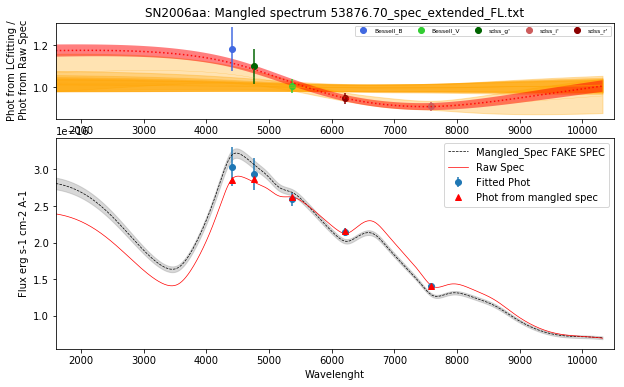 SN2006aa: Mangled spectrum 53876.70_spec_extended_FL.txt
Phot from LCfitting /
Phot from Raw Spec
1.2
1.0
Bessell_B
Bessell_V
sdss_g'
sdss_i'
sdss_r'
2000 3000 4000 5000 6000 7000 8000 9000 10000
Flux erg s-1 cm-2 A-1
3.0
2.5
2.0
1.5
1.0
Mangled_Spec FAKE SPEC
Raw Spec
Fitted Phot
Phot from mangled spec
2000 3000 4000 5000 6000 7000 8000 9000 10000
Wavelenght